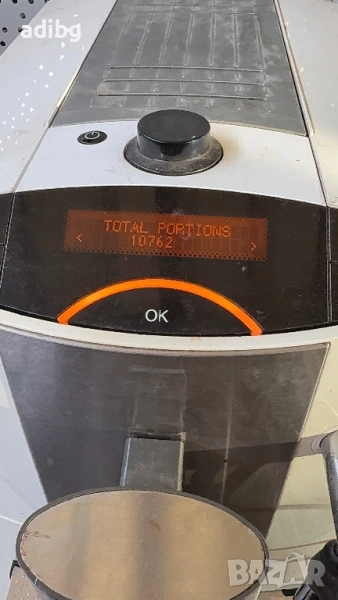 adibg
TOTAL PORTIONS
< 10762 >
OK
BAZAR